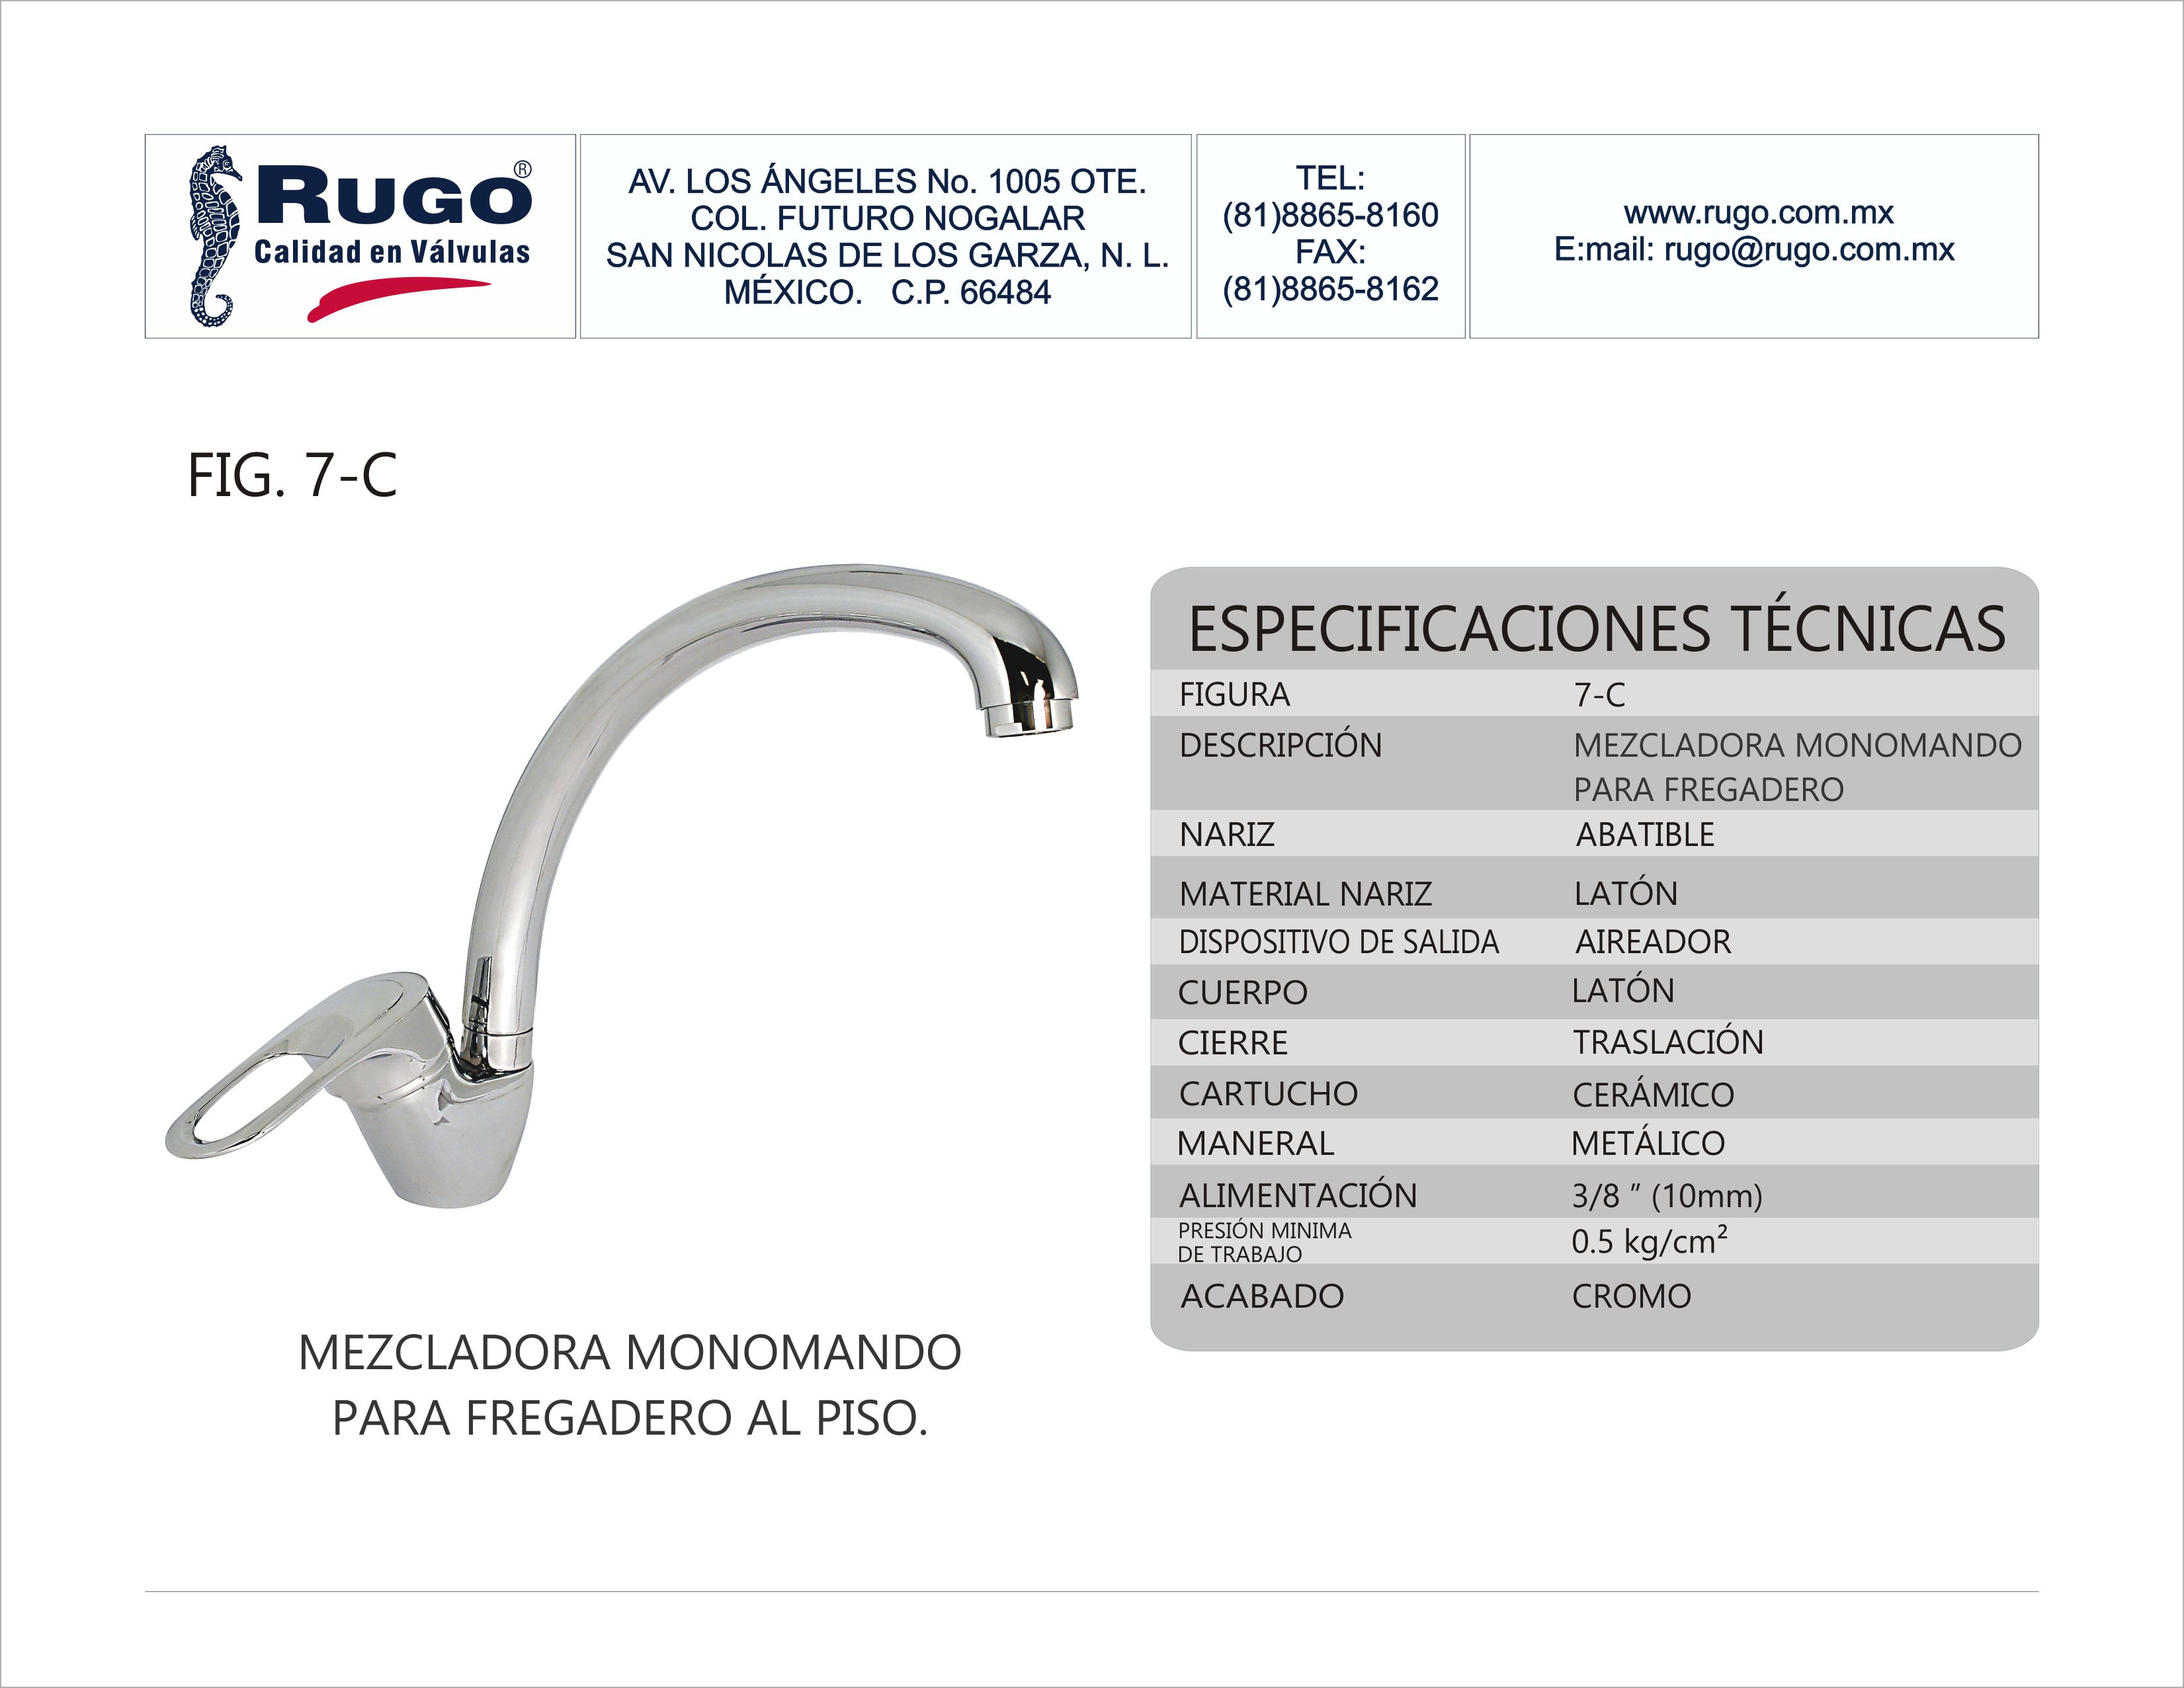 RUGO®
Calidad en Válvulas
AV. LOS ÁNGELES No. 1005 OTE.
COL. FUTURO NOGALAR
SAN NICOLAS DE LOS GARZA, N. L.
MÉXICO. C.P. 66484
TEL:
(81)8865-8160
FAX:
(81)8865-8162
www.rugo.com.mx
E:mail: rugo@rugo.com.mx
FIG. 7-C
ESPECIFICACIONES TÉCNICAS
FIGURA 7-C
DESCRIPCIÓN MEZCLADORA MONOMANDO
PARA FREGADERO
NARIZ ABATIBLE
MATERIAL NARIZ LATÓN
DISPOSITIVO DE SALIDA AIREADOR
CUERPO LATÓN
CIERRE TRASLACIÓN
CARTUCHO CERÁMICO
MANERAL METÁLICO
ALIMENTACIÓN 3/8 " (10mm)
PRESIÓN MINIMA
DE TRABAJO 0.5 kg/cm²
ACABADO CROMO
MEZCLADORA MONOMANDO
PARA FREGADERO AL PISO.